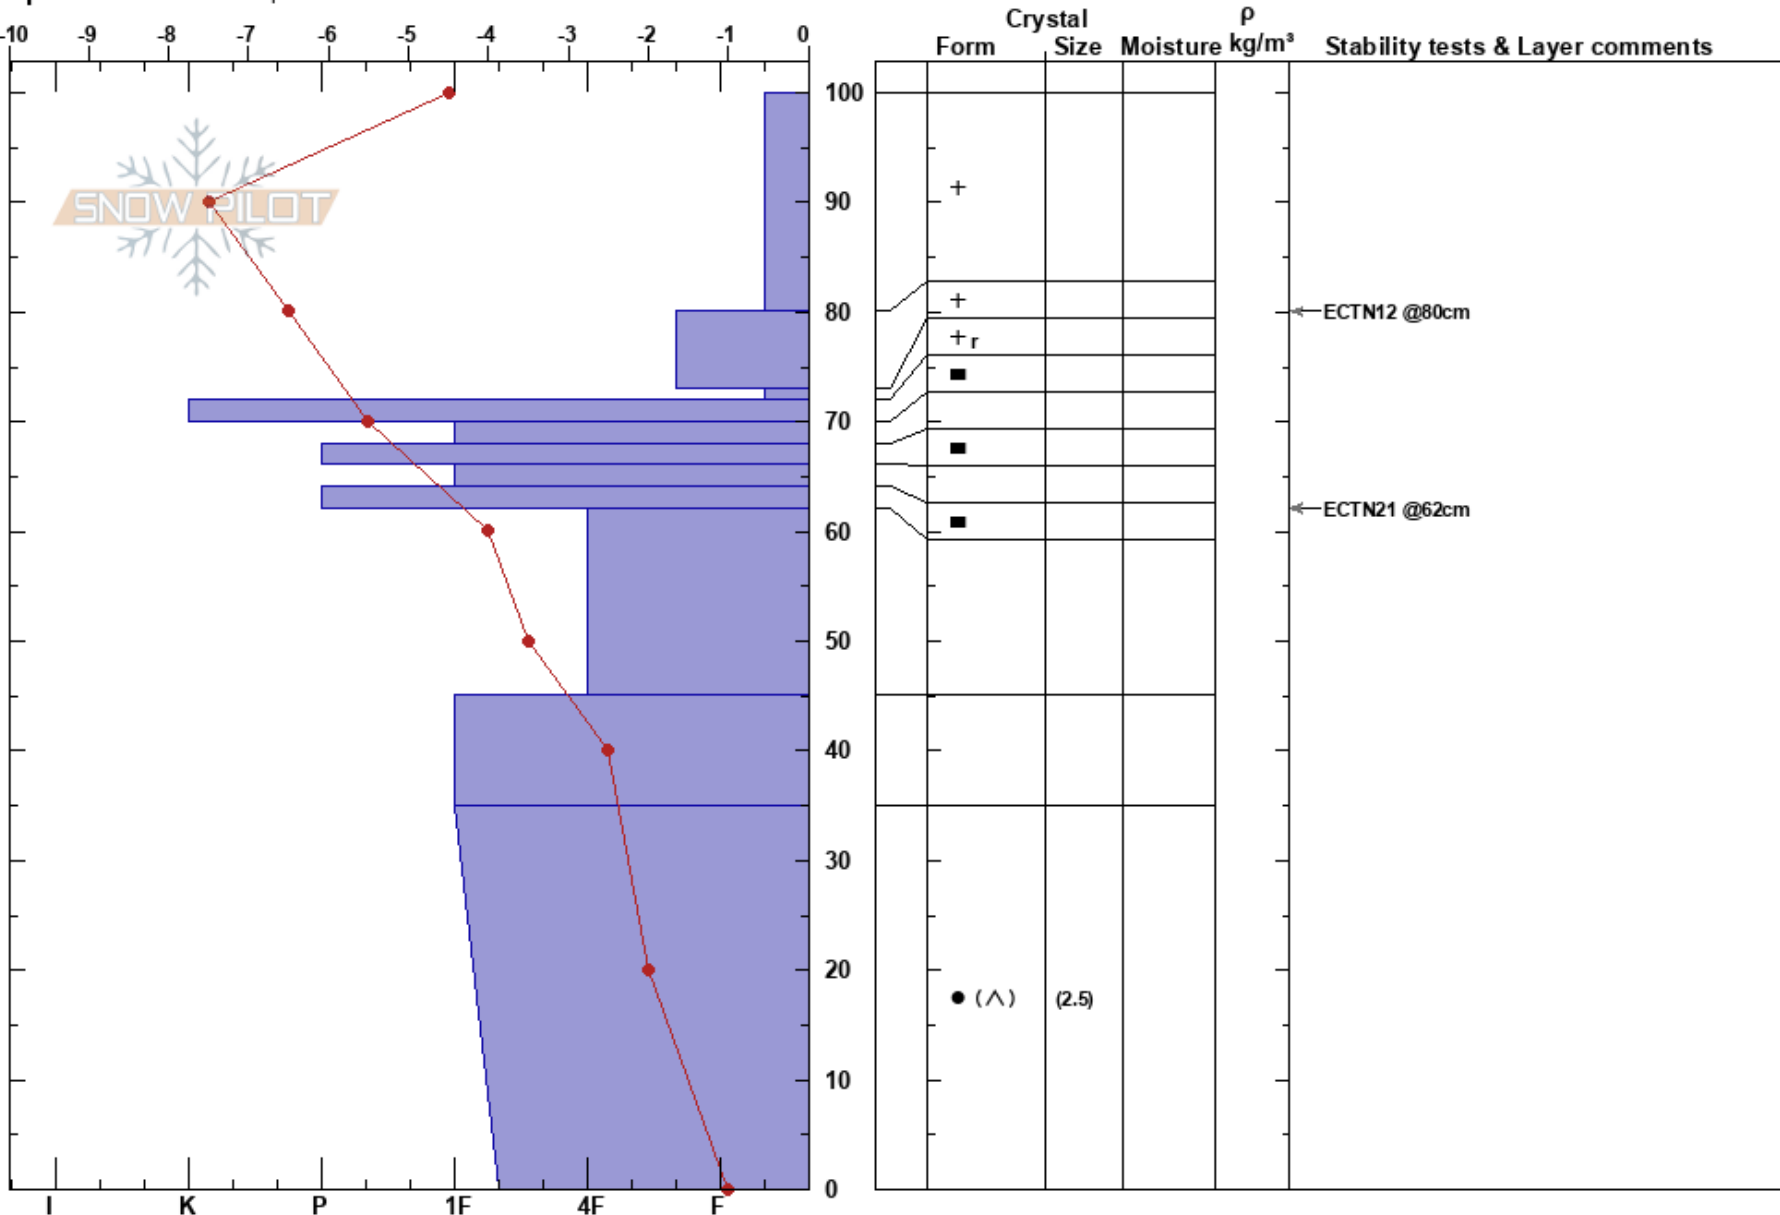 Crystal ρ
-10 -9 -8 -7 -6 -5 -4 -3 -2 -1 0 Form Size Moisture kg/m³ Stability tests & Layer comments
100
SNOW PILOT
90 +
80 + ECTN12 @80cm
+ r
70
ECTN21 @62cm
60
50
40
30
20
● (∧) (2.5)
10
0
I K P 1F 4F F